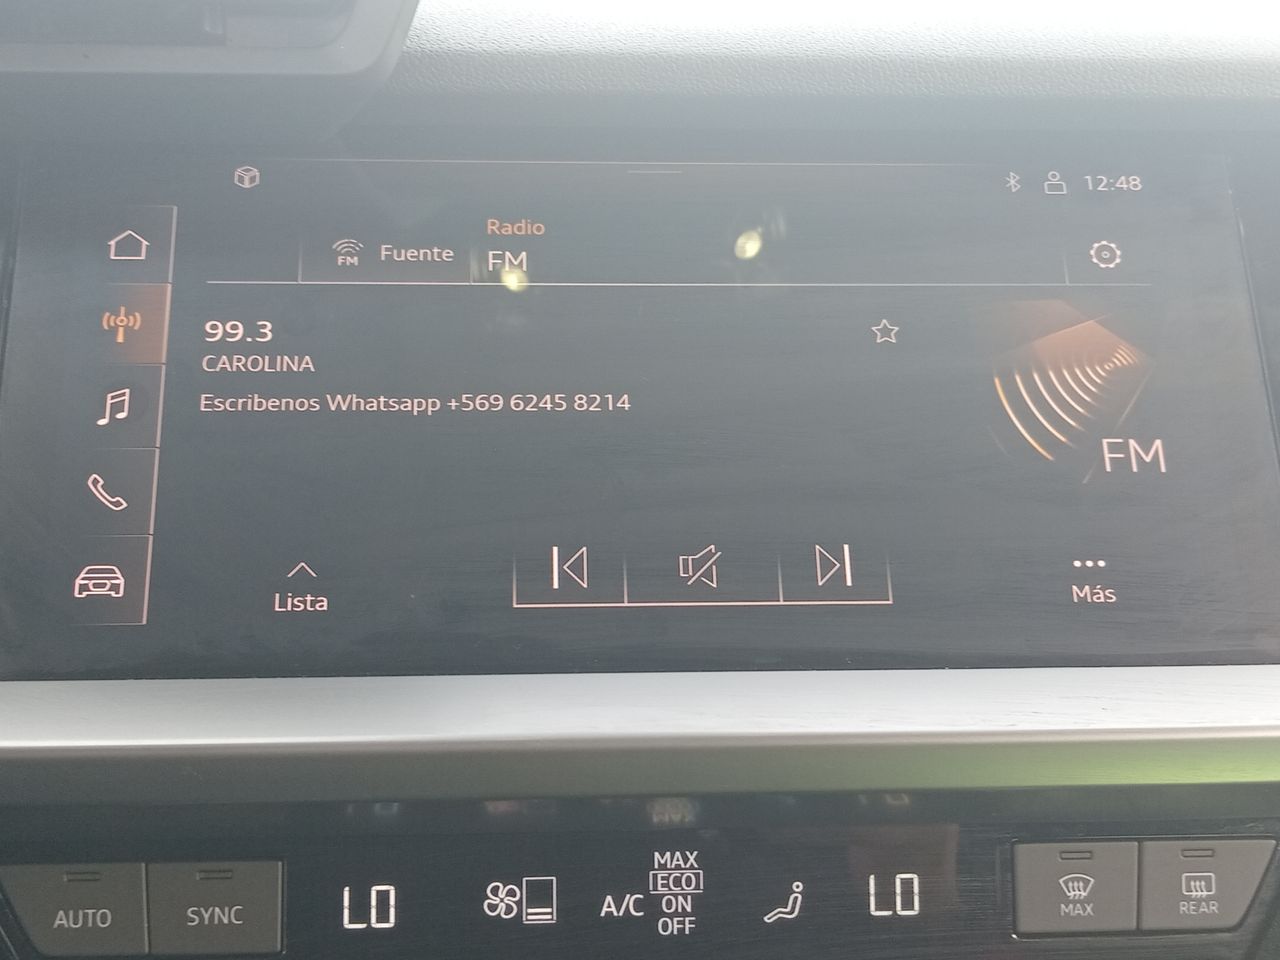 12:48
Radio
FM Fuente FM
99.3
CAROLINA
Escribenos Whatsapp +569 6245 8214
FM
Lista
Más
AUTO SYNC LO A/C MAX
ECO
ON
OFF
LO MAX REAR